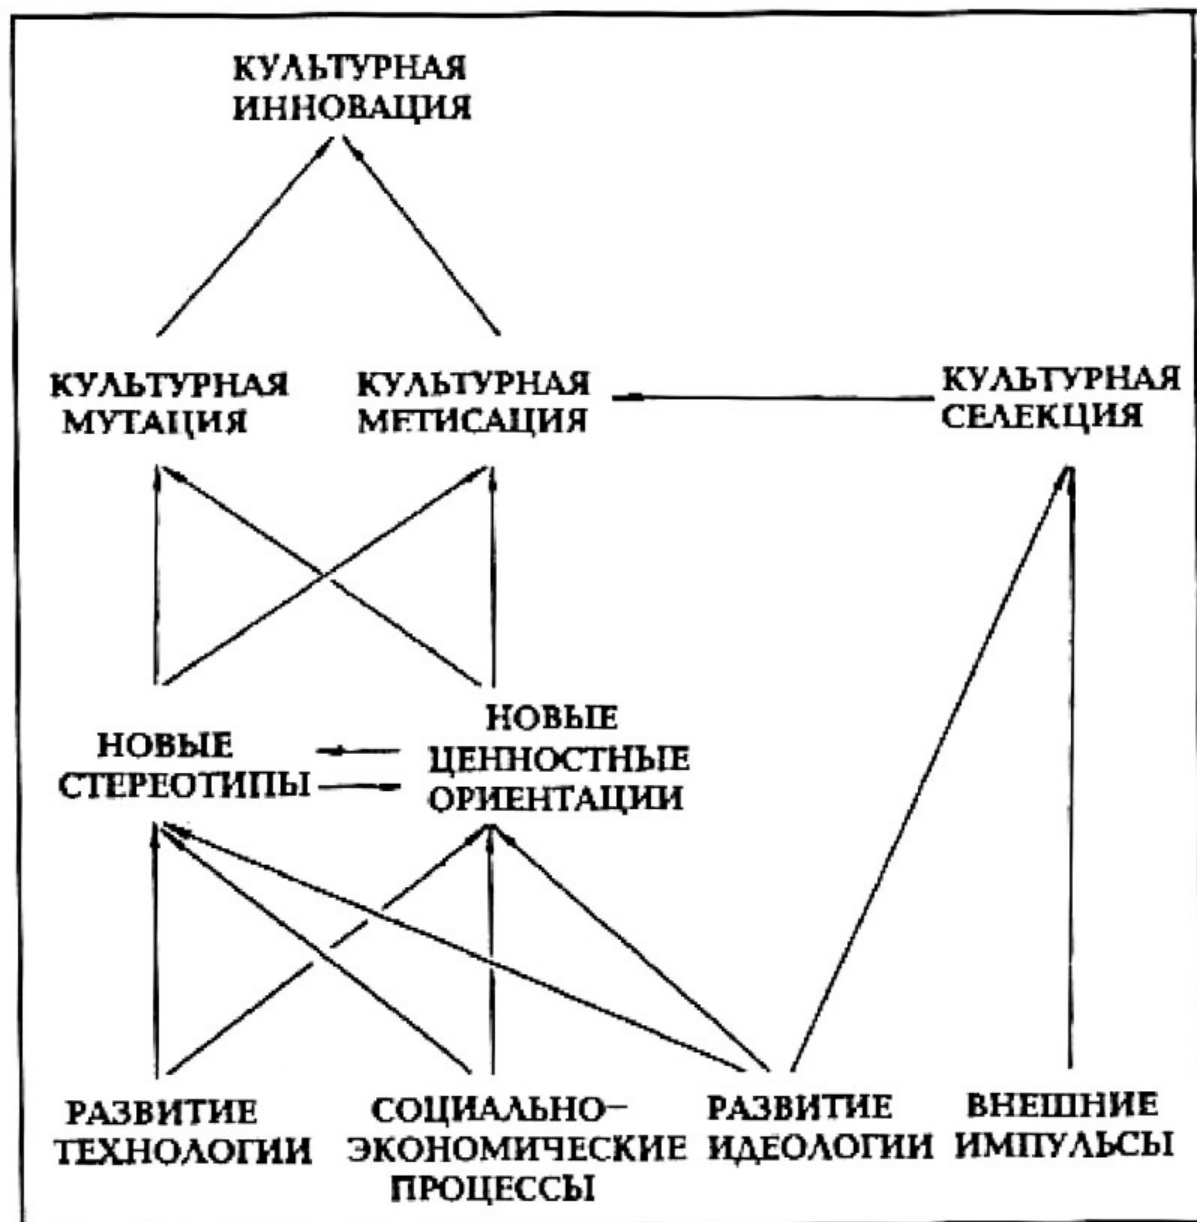 КУЛЬТУРНАЯ
ИННОВАЦИЯ
КУЛЬТУРНАЯ
МУТАЦИЯ
КУЛЬТУРНАЯ
МЕТИСАЦИЯ
КУЛЬТУРНАЯ
СЕЛЕКЦИЯ
НОВЫЕ
СТЕРЕОТИПЫ
НОВЫЕ
ЦЕННОСТНЫЕ
ОРИЕНТАЦИИ
РАЗВИТИЕ
ТЕХНОЛОГИИ
СОЦИАЛЬНО–
ЭКОНОМИЧЕСКИЕ
ПРОЦЕССЫ
РАЗВИТИЕ
ИДЕОЛОГИИ
ВНЕШНИЕ
ИМПУЛЬСЫ